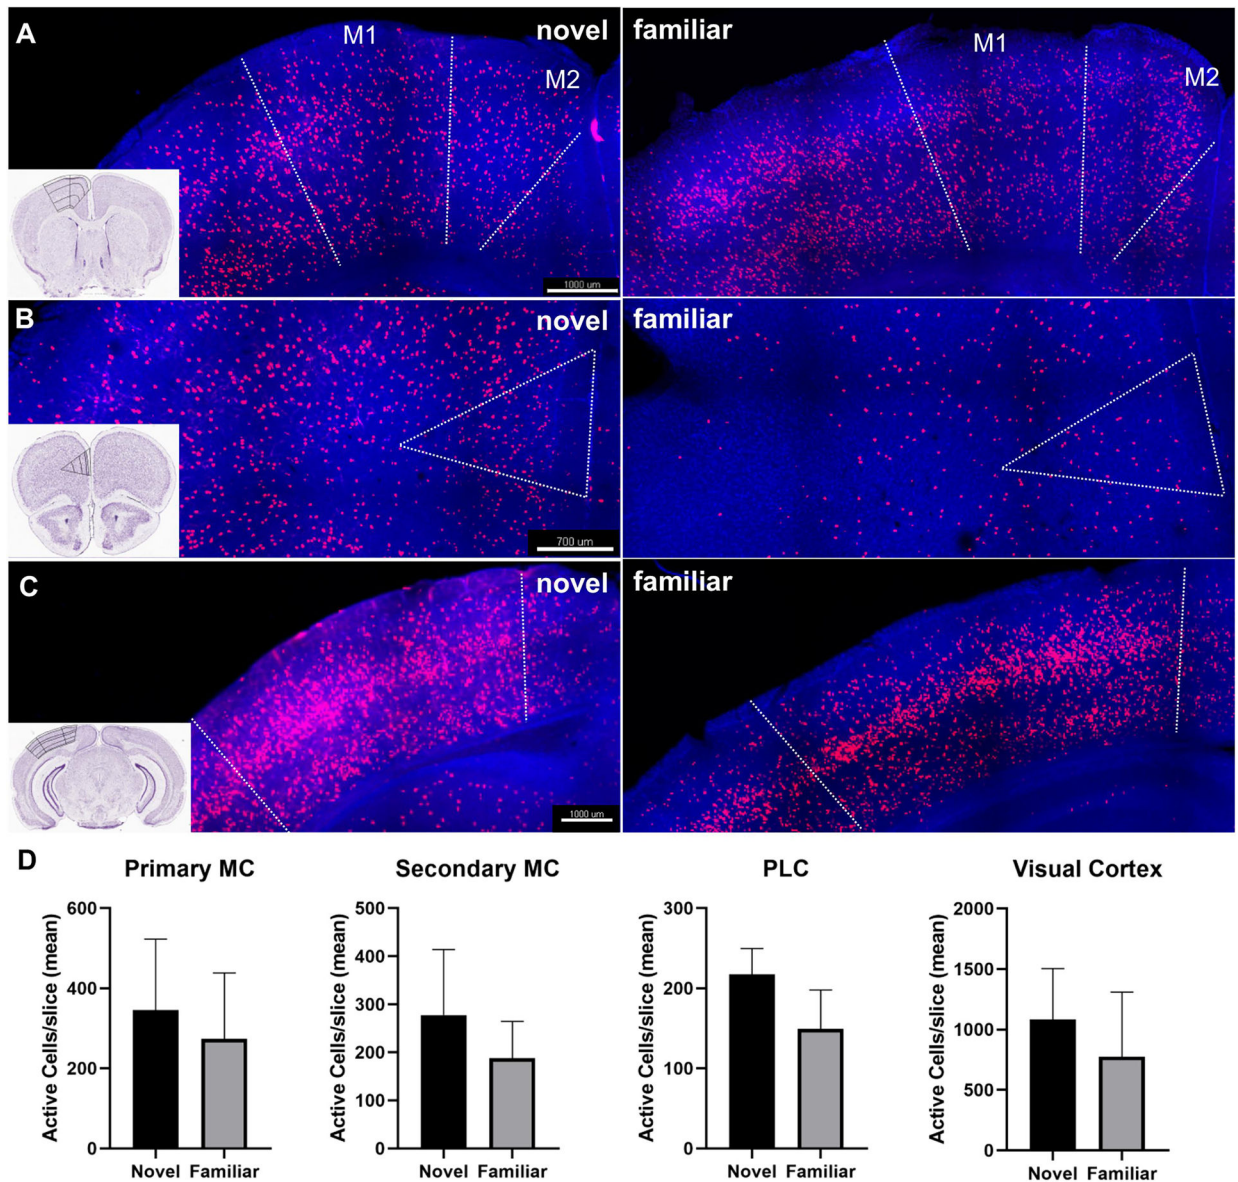 A
M1
novel
M2
1000 um
familiar
M1
M2
B
novel
700 um
familiar
C
novel
1000 um
familiar
D
Primary MC
Active Cells/slice (mean)
600
400
200
0
Novel Familiar
Secondary MC
Active Cells/slice (mean)
500
400
300
200
100
0
Novel Familiar
PLC
Active Cells/slice (mean)
300
200
100
0
Novel Familiar
Visual Cortex
Active Cells/slice (mean)
2000
1500
1000
500
0
Novel Familiar